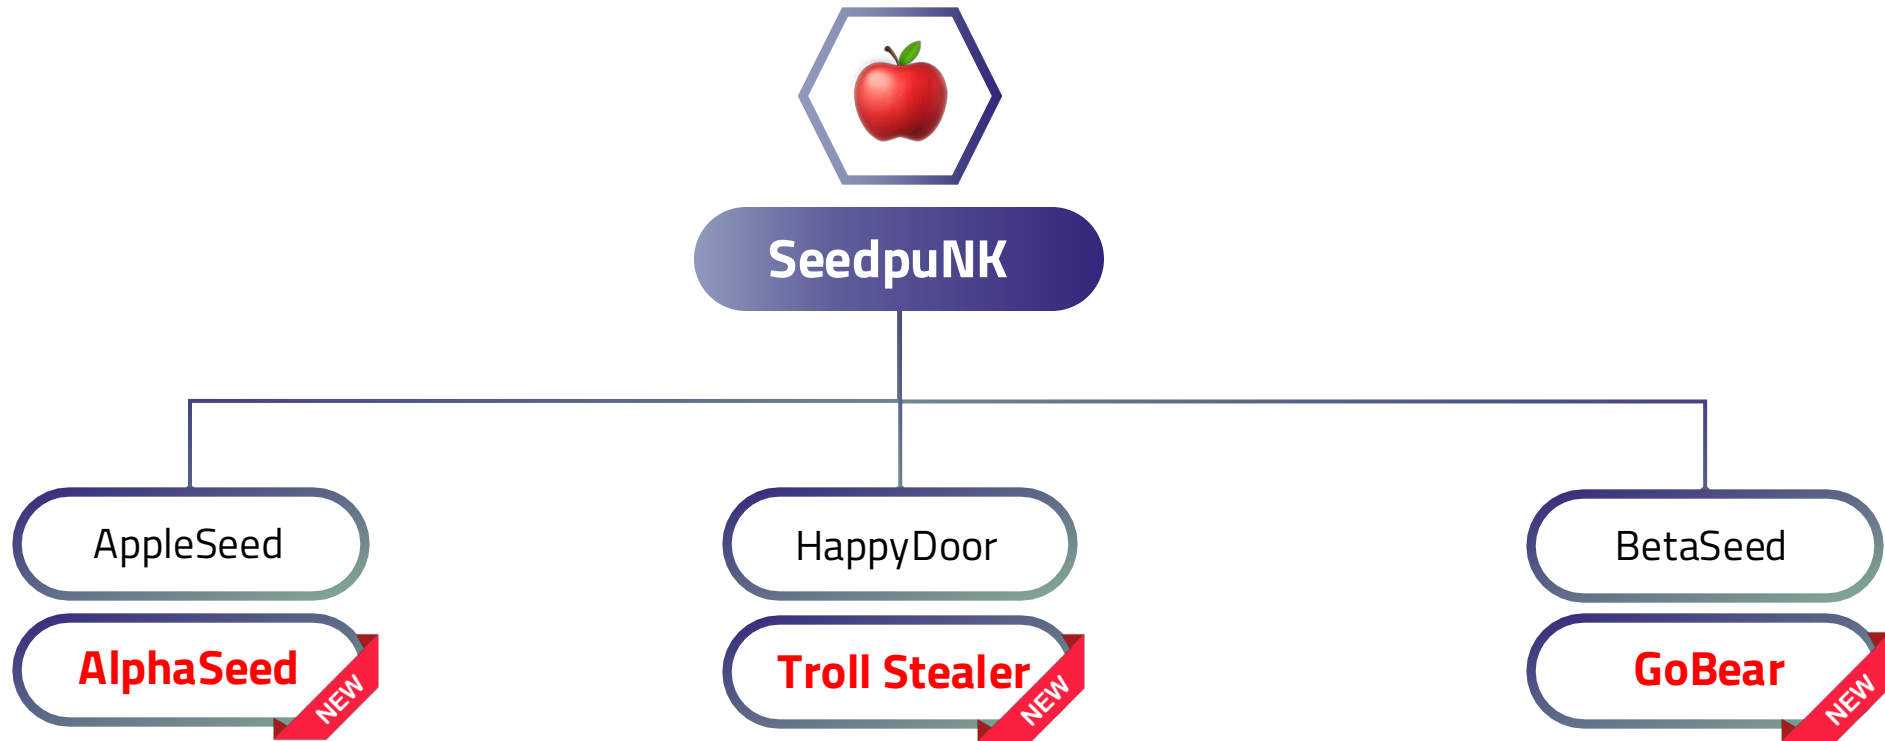 SeedpuNK
AppleSeed
HappyDoor
BetaSeed
AlphaSeed
NEW
Troll Stealer
NEW
GoBear
NEW